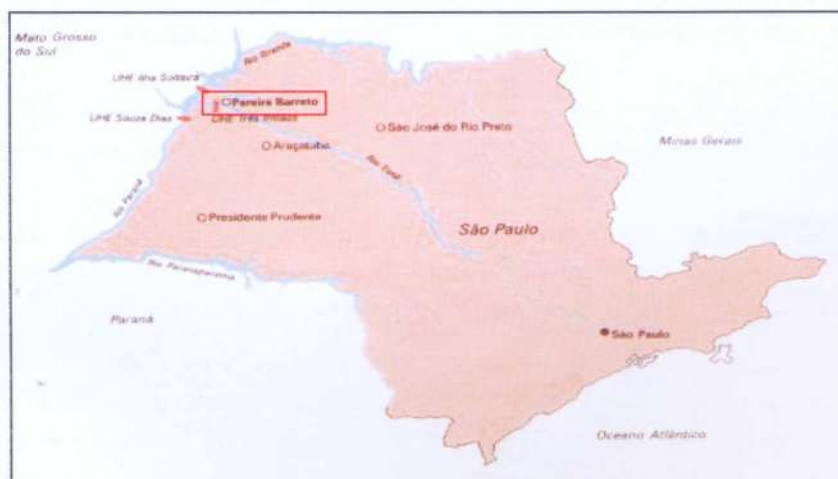 Mato Grosso
do Sul
Rio Grande
UHE Ilha Solteira
Pereira Barreto
UHE Souza Dias
UHE Três Irmãos
São José do Rio Preto
Minas Gerais
Araçatuba
Rio Tietê
Rio Paraná
Presidente Prudente
São Paulo
Rio Paranapanema
Paraná
São Paulo
Oceano Atlântico